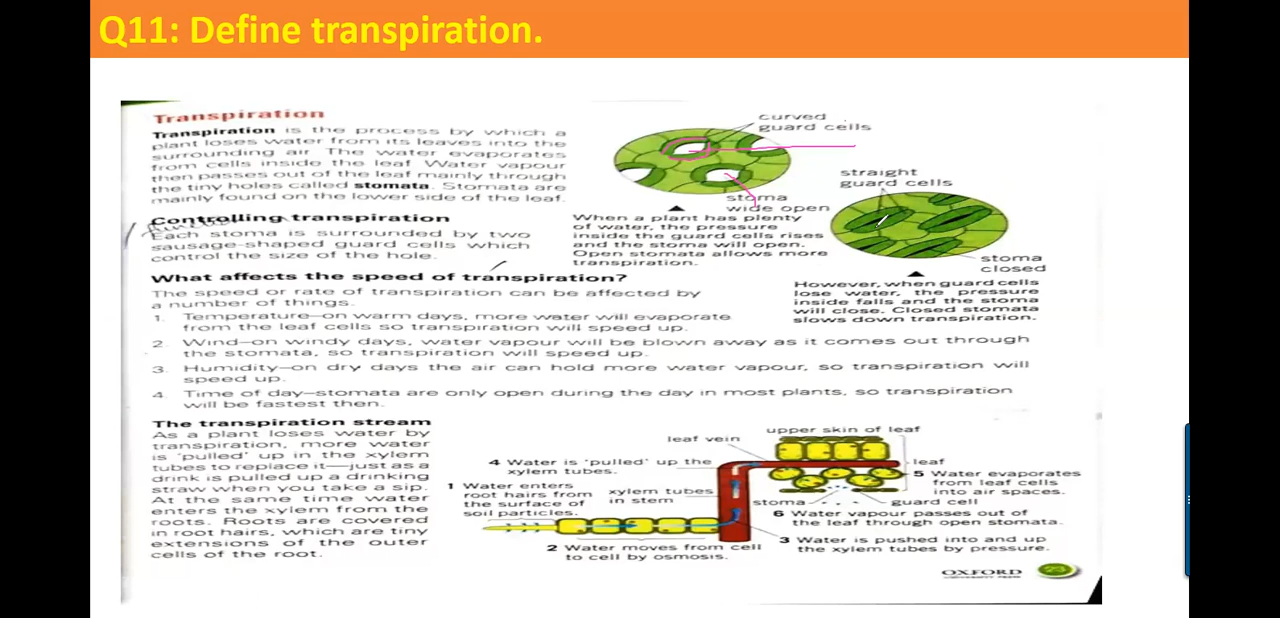 Q11: Define transpiration.
Transpiration
Transpiration is the process by which a
plant loses water from its leaves into the
surrounding air. The water evaporates
from cells inside the leaf Water vapour
then passes out of the leaf mainly through
the tiny holes called stomata. Stomata are
mainly found on the lower side of the leaf.
curved
guard cells
stoma
wide open
straight
guard cells
stoma
closed
When a plant has plenty
of water, the pressure
inside the guard cells rises
and the stoma will open.
Open stomata allows more
transpiration.
However, when guard cells
lose water, the pressure
inside falls and the stoma
will close. Closed stomata
slows down transpiration.
Controlling transpiration
Each stoma is surrounded by two
sausage-shaped guard cells which
control the size of the hole.
What affects the speed of transpiration?
The speed or rate of transpiration can be affected by
a number of things.
1. Temperature—on warm days, more water will evaporate
from the leaf cells so transpiration will speed up.
2. Wind—on windy days, water vapour will be blown away as it comes out through
the stomata, so transpiration will speed up.
3. Humidity—on dry days the air can hold more water vapour, so transpiration will
speed up.
4. Time of day—stomata are only open during the day in most plants, so transpiration
will be fastest then.
The transpiration stream
As a plant loses water by
transpiration, more water
is 'pulled' up in the xylem
tubes to replace it—just as a
drink is pulled up a drinking
straw when you take a sip.
At the same time water
enters the xylem from the
roots. Roots are covered
in root hairs, which are tiny
extensions of the outer
cells of the root.
upper skin of leaf
leaf vein
leaf
4 Water is 'pulled' up the
xylem tubes.
1 Water enters
root hairs from
the surface of
soil particles.
xylem tubes
in stem
5 Water evaporates
from leaf cells
into air spaces.
stoma
guard cell
6 Water vapour passes out of
the leaf through open stomata.
2 Water moves from cell
to cell by osmosis.
3 Water is pushed into and up
the xylem tubes by pressure.
OXFORD
UNIVERSITY PRESS
23